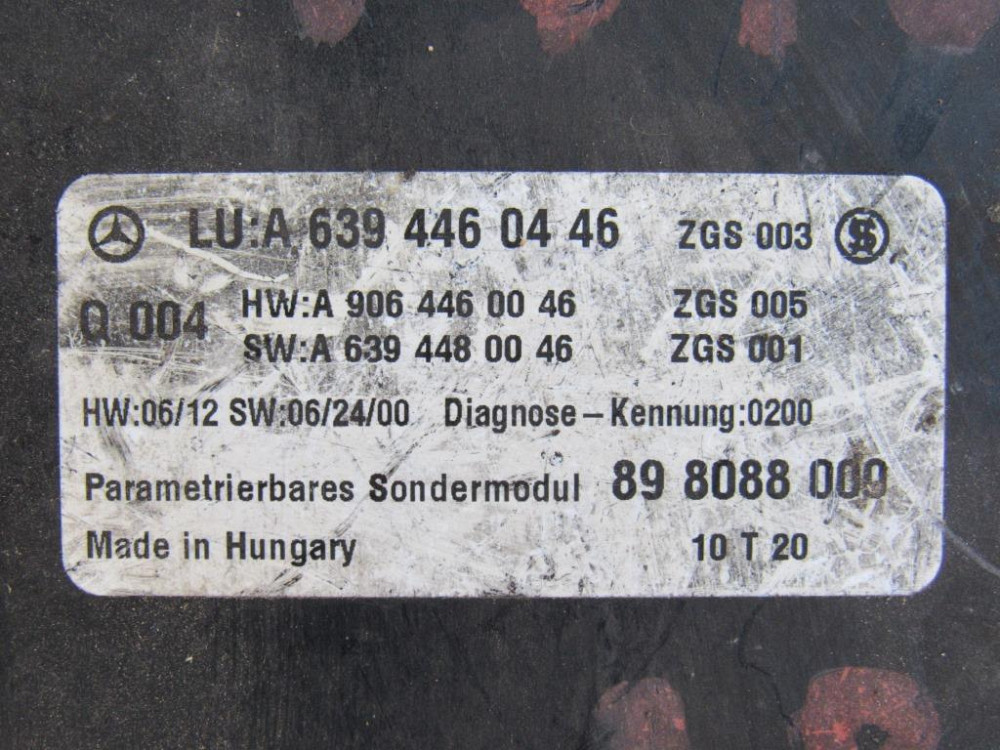 LU:A 639 446 04 46 ZGS 003
Q 004 HW:A 906 446 00 46 ZGS 005
SW:A 639 448 00 46 ZGS 001
HW:06/12 SW:06/24/00 Diagnose – Kennung:0200
Parametrierbares Sondermodul 89 8088 009
Made in Hungary 10 T 20